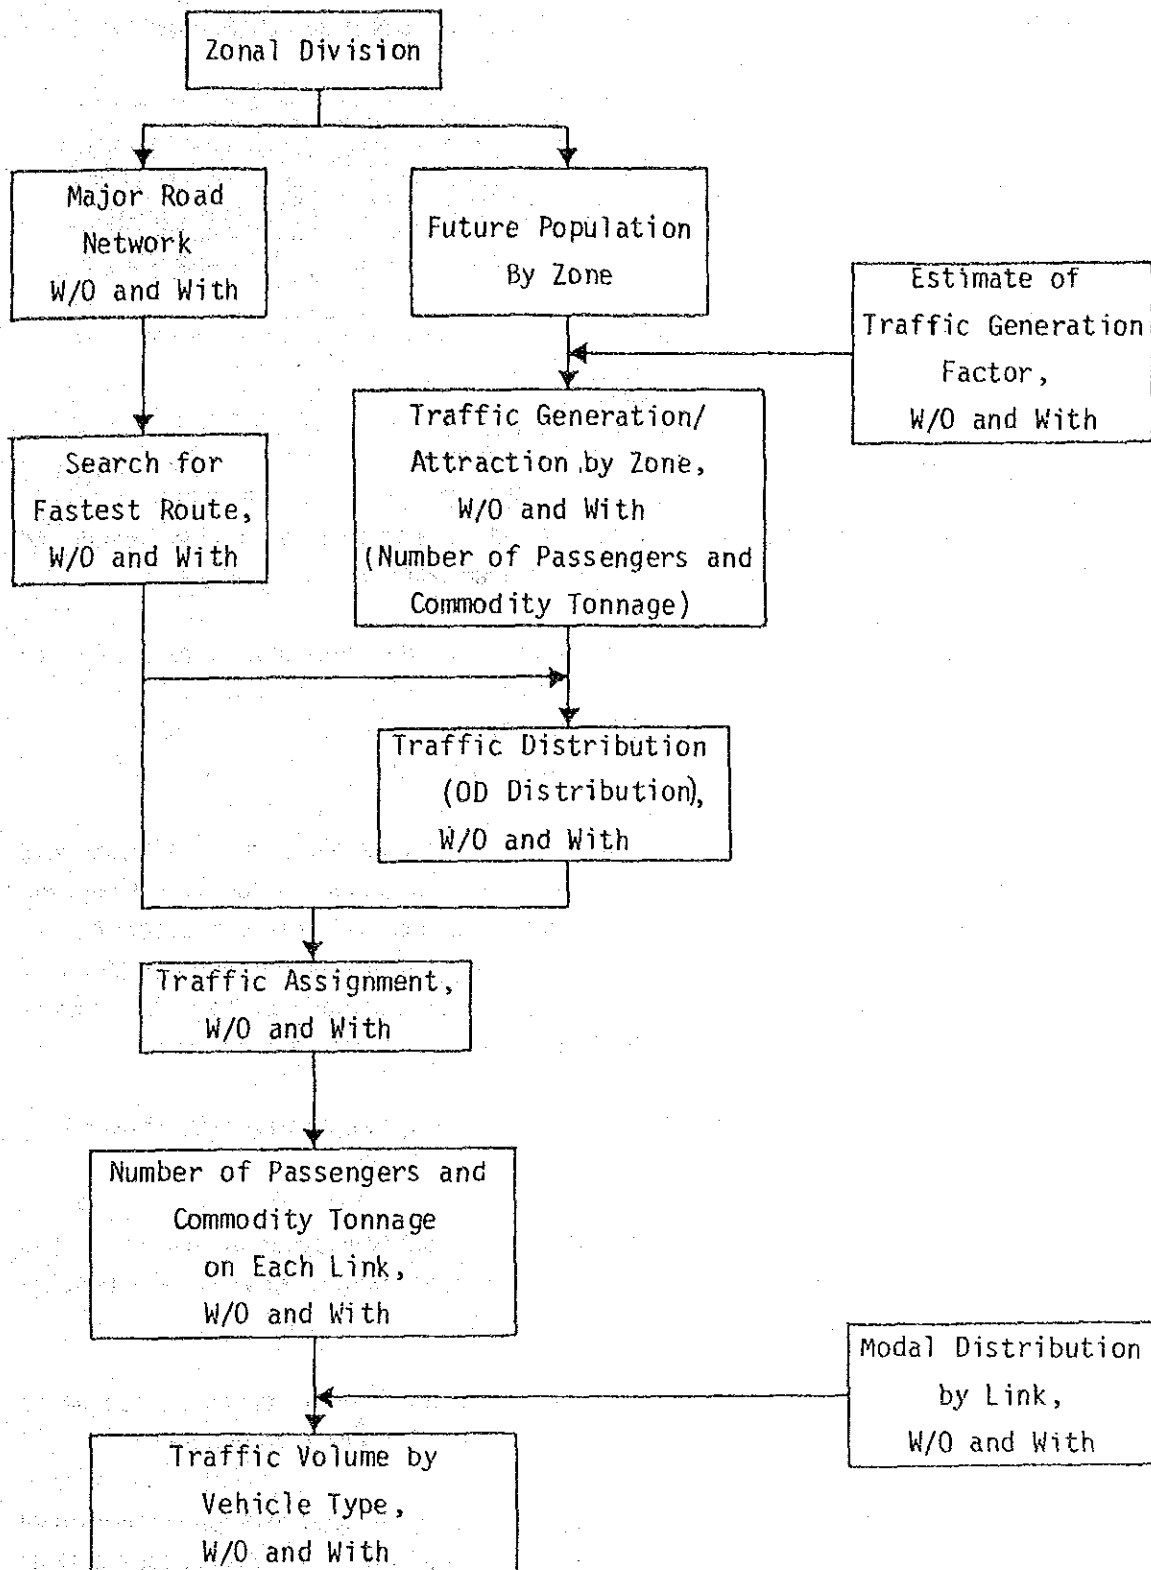 Zonal Division
Major Road
Network
W/O and With
Future Population
By Zone
Estimate of
Traffic Generation
Factor,
W/O and With
Search for
Fastest Route,
W/O and With
Traffic Generation/
Attraction by Zone,
W/O and With
(Number of Passengers and
Commodity Tonnage)
Traffic Distribution
(OD Distribution),
W/O and With
Traffic Assignment,
W/O and With
Number of Passengers and
Commodity Tonnage
on Each Link,
W/O and With
Modal Distribution
by Link,
W/O and With
Traffic Volume by
Vehicle Type,
W/O and With